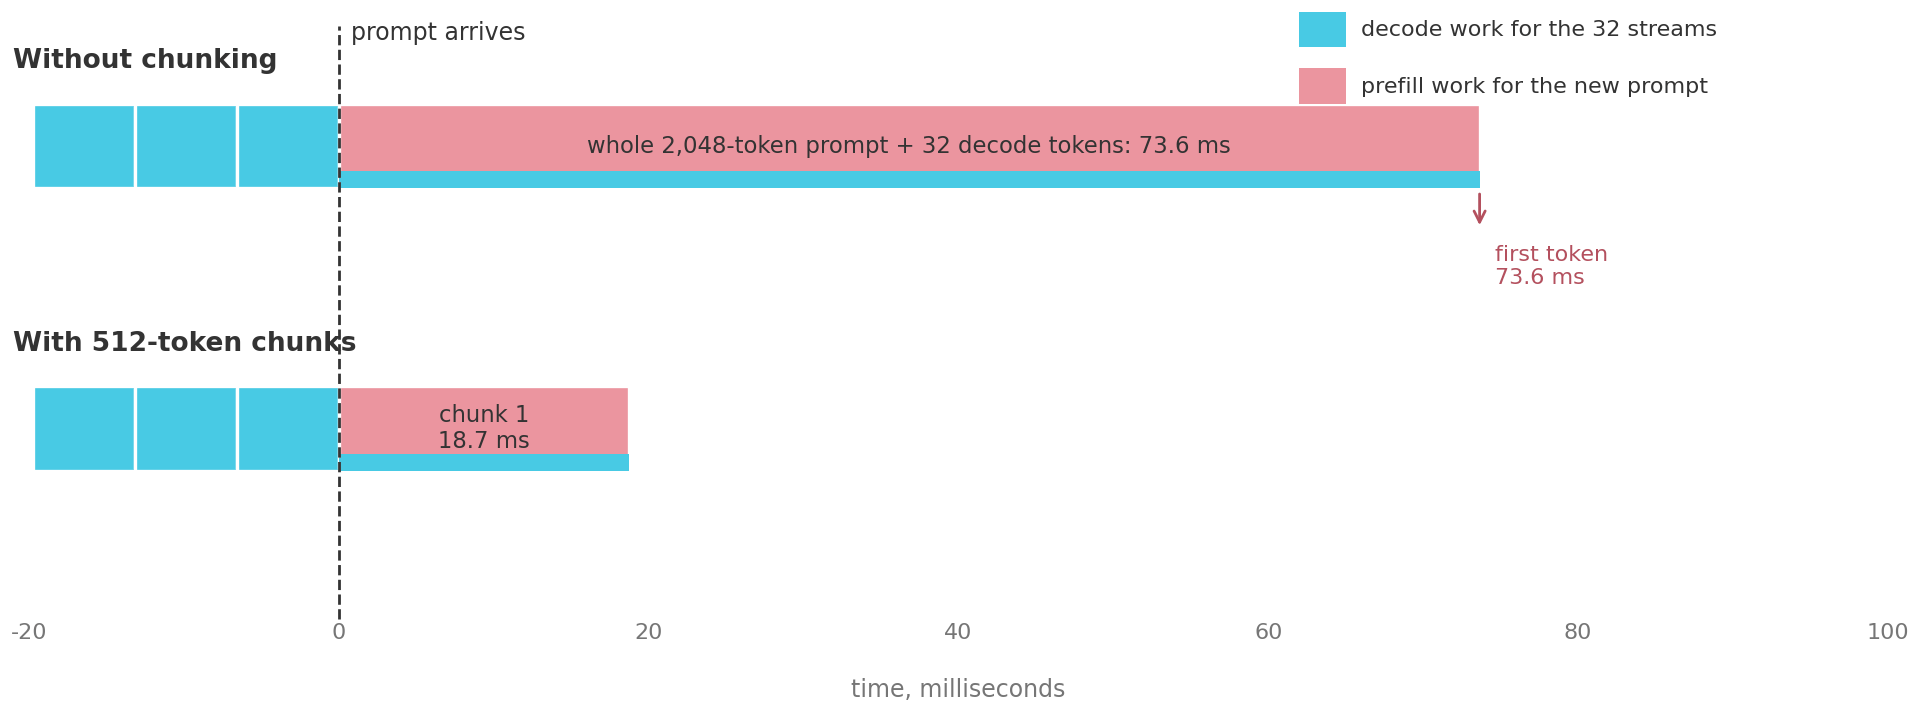 prompt arrives
decode work for the 32 streams
Without chunking
prefill work for the new prompt
whole 2,048-token prompt + 32 decode tokens: 73.6 ms
first token
73.6 ms
With 512-token chunks
chunk 1
18.7 ms
-20 0 20 40 60 80 100
time, milliseconds